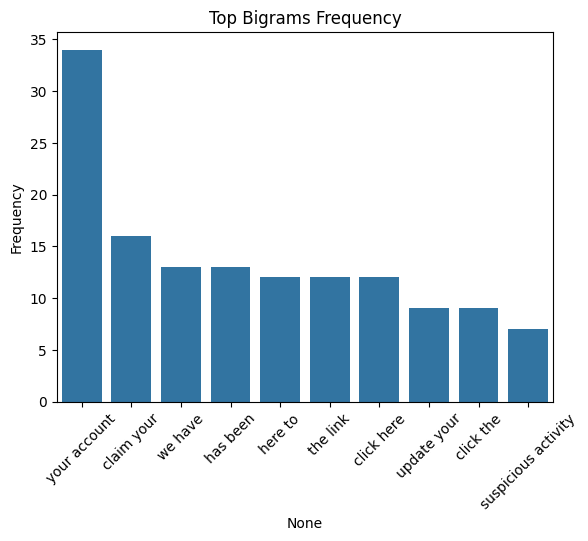 Top Bigrams Frequency
Frequency
35
30
25
20
15
10
5
0
your account
claim your
we have
has been
here to
the link
click here
update your
click the
suspicious activity
None